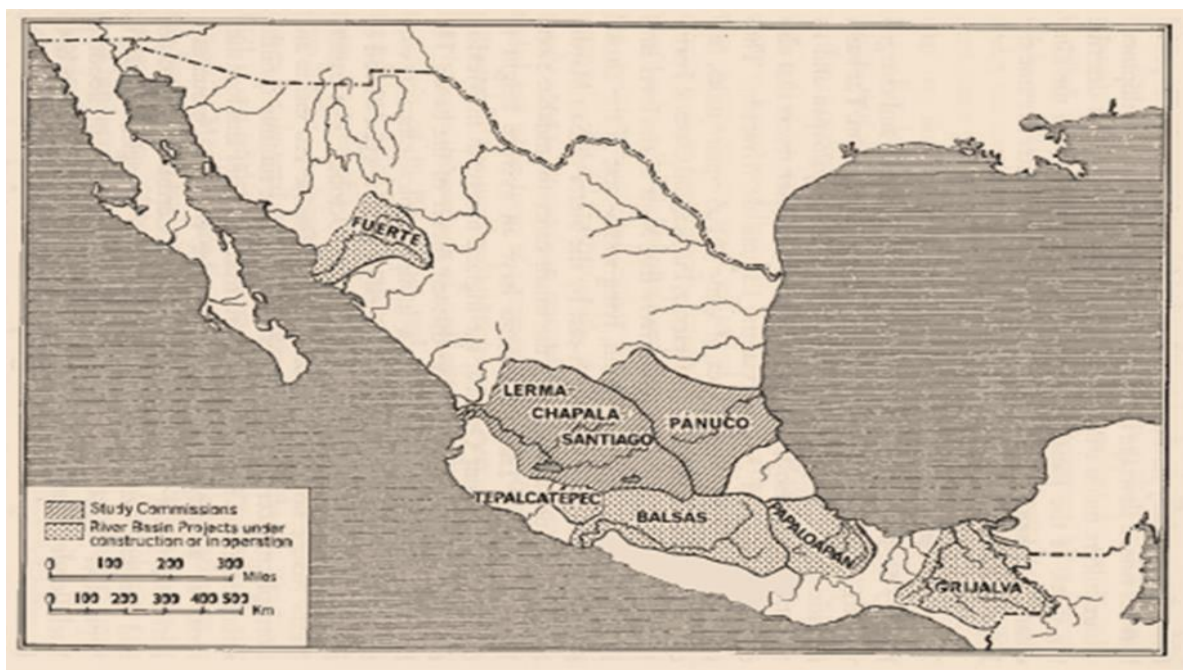 FUERTE
LERMA
CHAPALA
SANTIAGO
PANUCO
TEPALCATEPEC
BALSAS
PAPALOAPAN
GRIJALVA
Study Commissions
River Basin Projects under
construction or in operation
0 100 200 300
Miles
0 100 200 300 400 500
Km